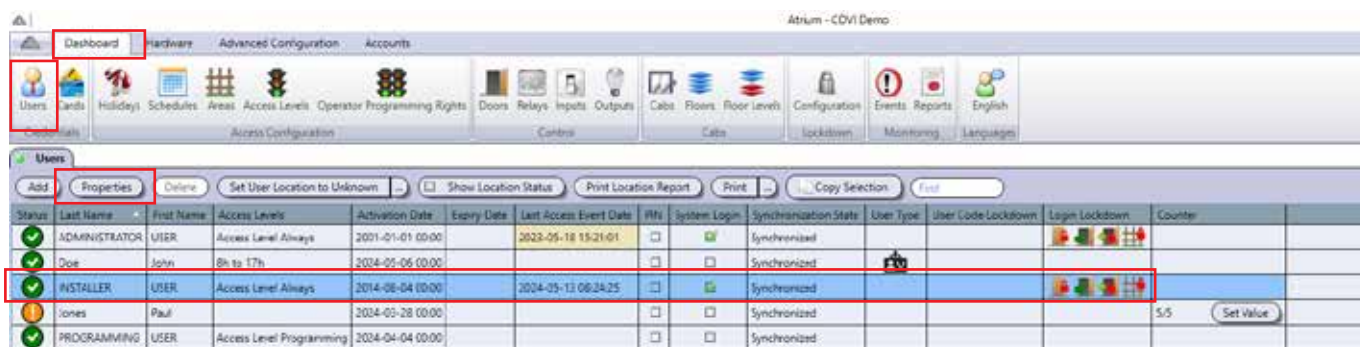 Atrium - CDVI Demo
Dashboard Hardware Advanced Configuration Accounts
Users Cards Holidays Schedules Areas Access Levels Operator Programming Rights Doors Relays Inputs Outputs Cabs Floors Floor Levels Configuration Events Reports English
Credentials Access Configuration Control Cabs Lockdown Monitoring Languages
Users
Add Properties Delete Set User Location to Unknown ... Show Location Status Print Location Report Print ... Copy Selection Find
Status Last Name First Name Access Levels Activation Date Expiry Date Last Access Event Date PIN System Login Synchronization State User Type User Code Lockdown Login Lockdown Counter
ADMINISTRATOR USER Access Level Always 2001-01-01 00:00 2023-05-18 15:21:01 Synchronized
Doe John 8h to 17h 2024-05-06 00:00 Synchronized
INSTALLER USER Access Level Always 2014-08-04 00:00 2024-05-13 08:24:25 Synchronized
Jones Paul 2024-03-28 00:00 Synchronized 5/5 Set Value
PROGRAMMING USER Access Level Programming 2024-04-04 00:00 Synchronized